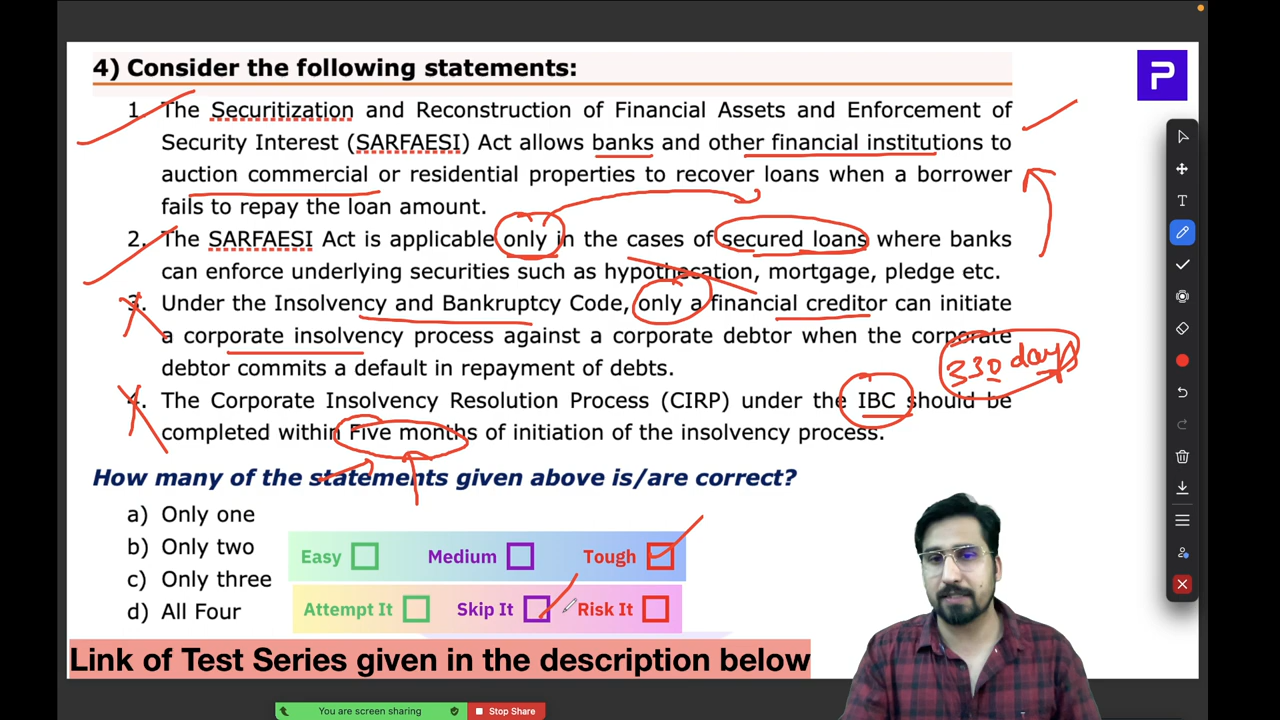 4) Consider the following statements:
1. The Securitization and Reconstruction of Financial Assets and Enforcement of
Security Interest (SARFAESI) Act allows banks and other financial institutions to
auction commercial or residential properties to recover loans when a borrower
fails to repay the loan amount.
2. The SARFAESI Act is applicable only in the cases of secured loans where banks
can enforce underlying securities such as hypothecation, mortgage, pledge etc.
3. Under the Insolvency and Bankruptcy Code, only a financial creditor can initiate
a corporate insolvency process against a corporate debtor when the corporate
debtor commits a default in repayment of debts.
330 days
4. The Corporate Insolvency Resolution Process (CIRP) under the IBC should be
completed within Five months of initiation of the insolvency process.
How many of the statements given above is/are correct?
a) Only one
b) Only two
c) Only three
d) All Four
Easy Medium Tough
Attempt It Skip It Risk It
Link of Test Series given in the description below
You are screen sharing Stop Share
P
T